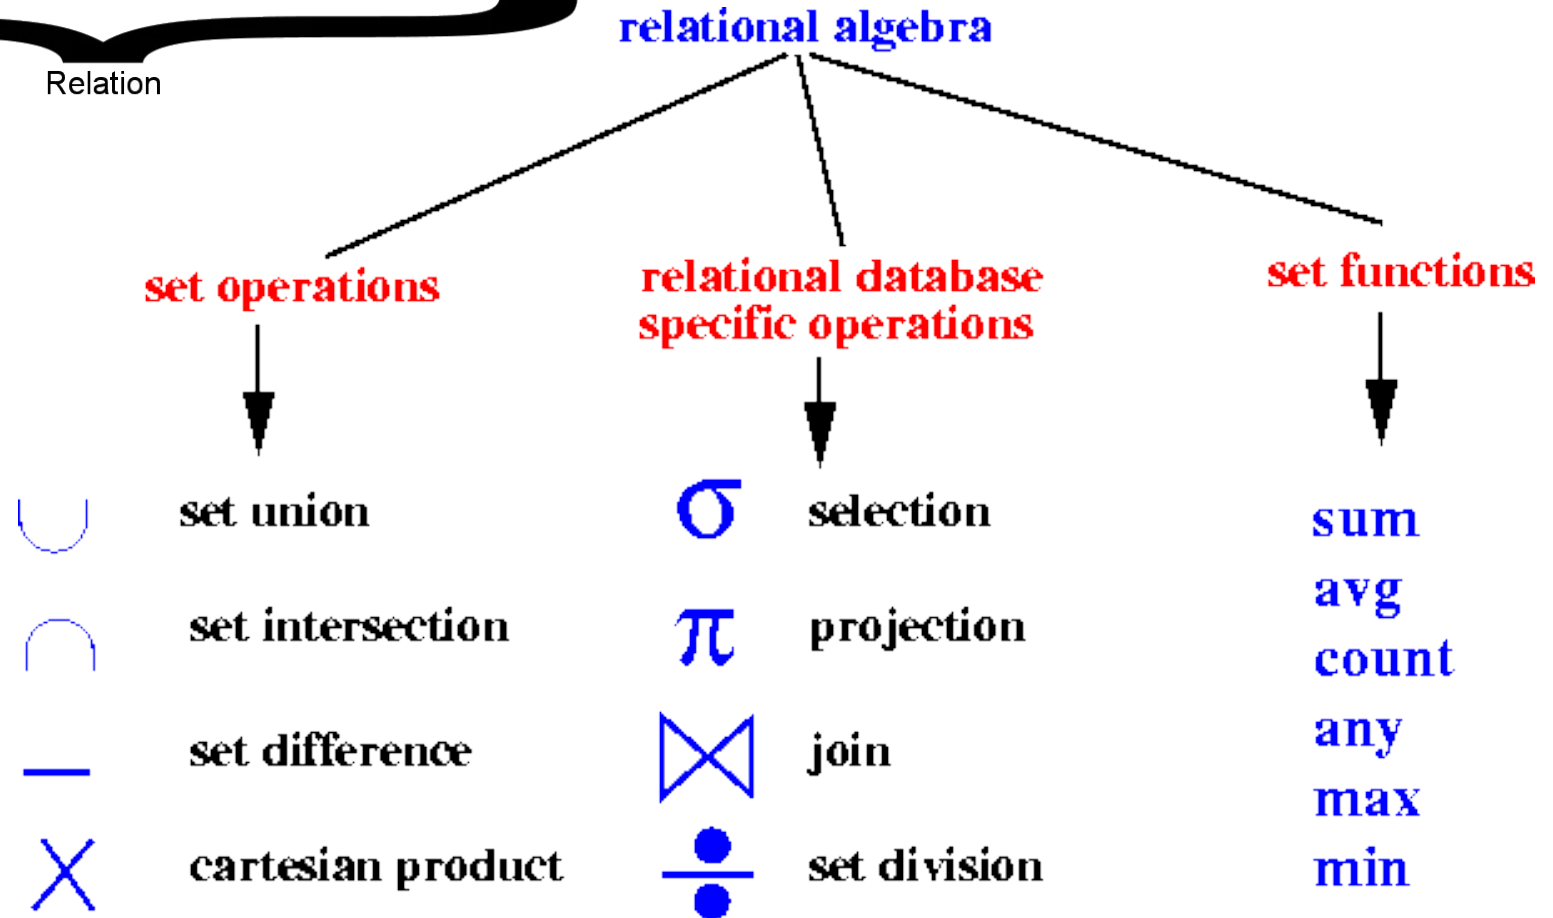 relational algebra
Relation
set operations
relational database
specific operations
set functions
∪ set union
∩ set intersection
— set difference
× cartesian product
σ selection
π projection
⋈ join
÷ set division
sum
avg
count
any
max
min